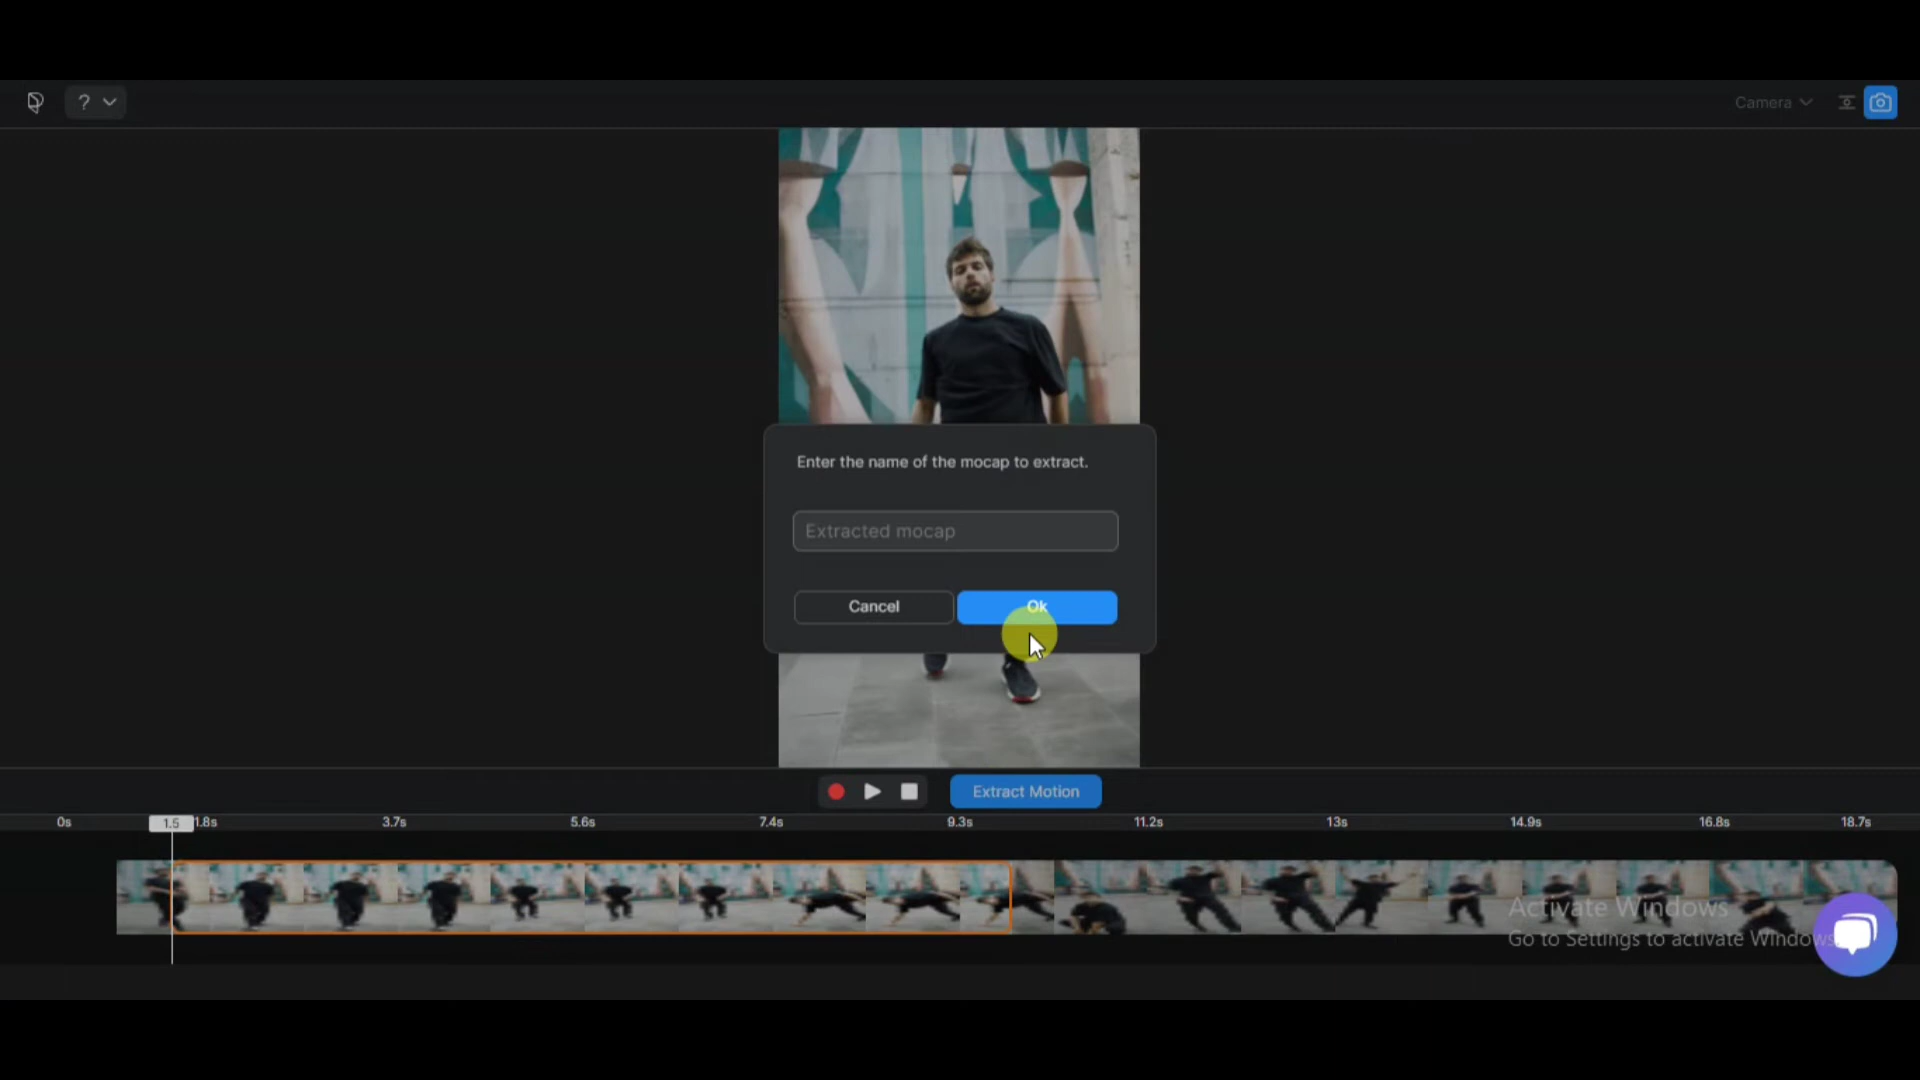 ?
Camera
Enter the name of the mocap to extract.
Extracted mocap
Cancel
Ok
Extract Motion
0s
1.5
1.8s
3.7s
5.6s
7.4s
9.3s
11.2s
13s
14.9s
16.8s
18.7s
Activate Windows
Go to Settings to activate Windows